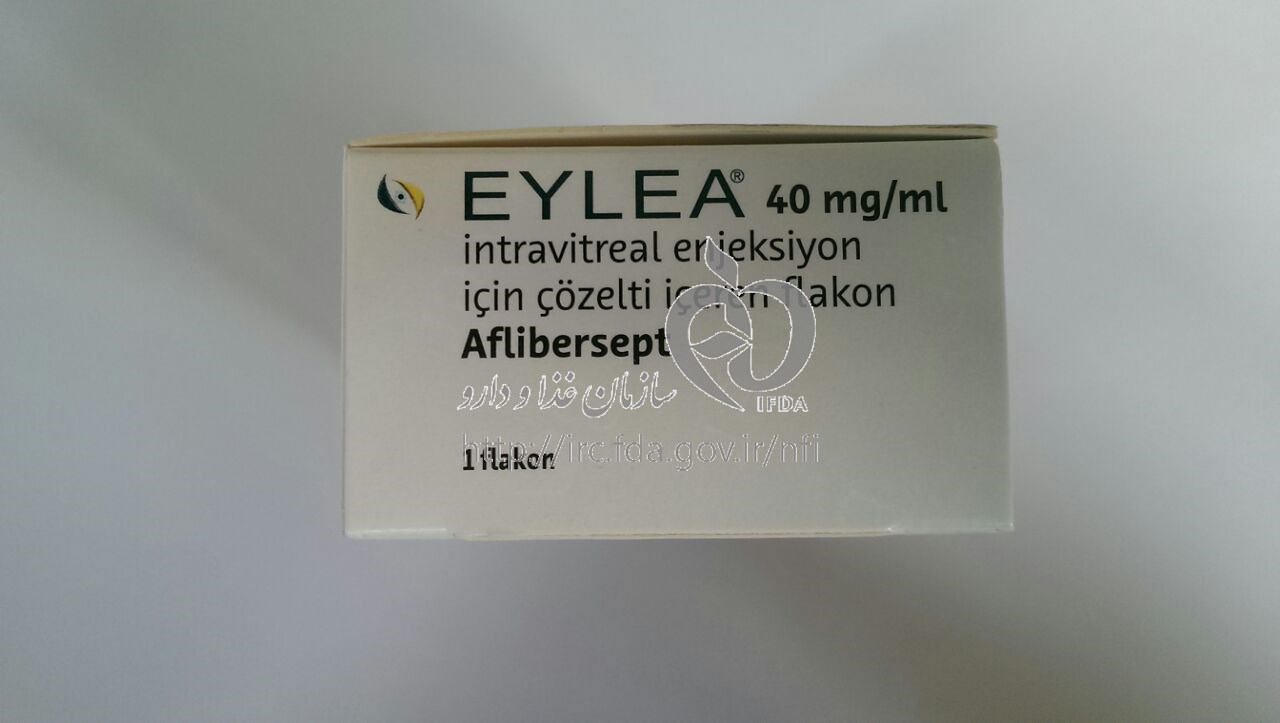 EYLEA® 40 mg/ml
intravitreal enjeksiyon
için çözelti içeren flakon
Aflibersept
سازمان غذا و دارو
IFDA
http://irc.fda.gov.ir/nfi
1 flakon